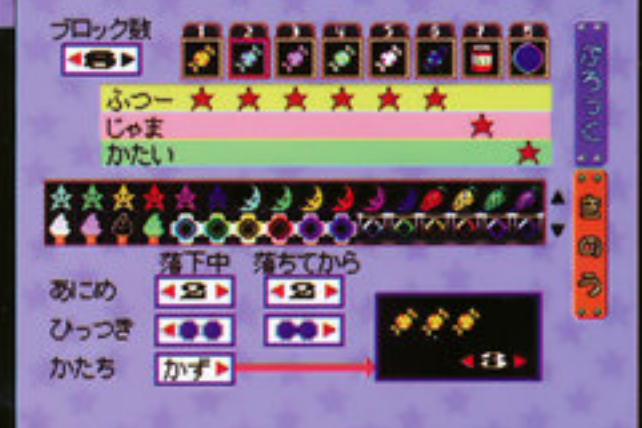 ブロック数
1 2 3 4 5 6 7 8
8
ぶろっく
ふつー
じゃま
かたい
きのう
落下中 落ちてから
あにめ 2 2
ひっつき
かたち かず
3